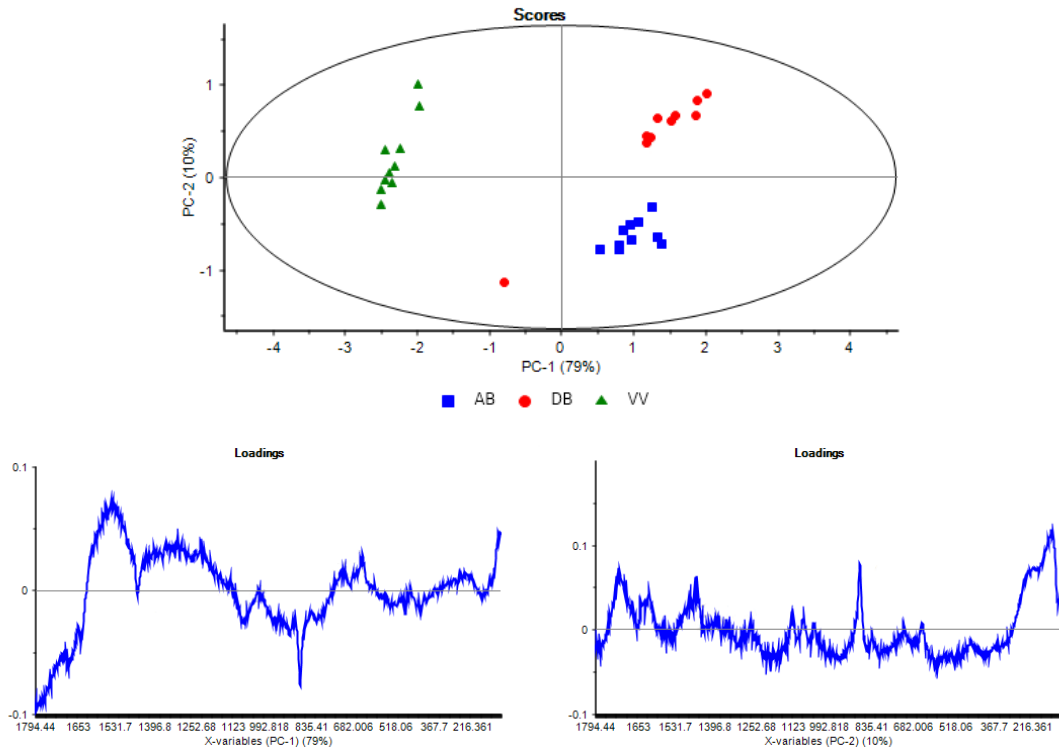 Scores
1
0
-1
PC-2 (10%)
-4 -3 -2 -1 0 1 2 3 4
PC-1 (79%)
AB DB VV
Loadings
0.1
0
-0.1
1794.44 1665 1531.7 1396.8 1252.68 1123 992.818 835.41 682.006 518.06 367.7 216.361
X-variables (PC-1) (79%)
Loadings
0.1
0
-0.1
1794.44 1665 1531.7 1396.8 1252.68 1123 992.818 835.41 682.006 518.06 367.7 216.361
X-variables (PC-2) (10%)